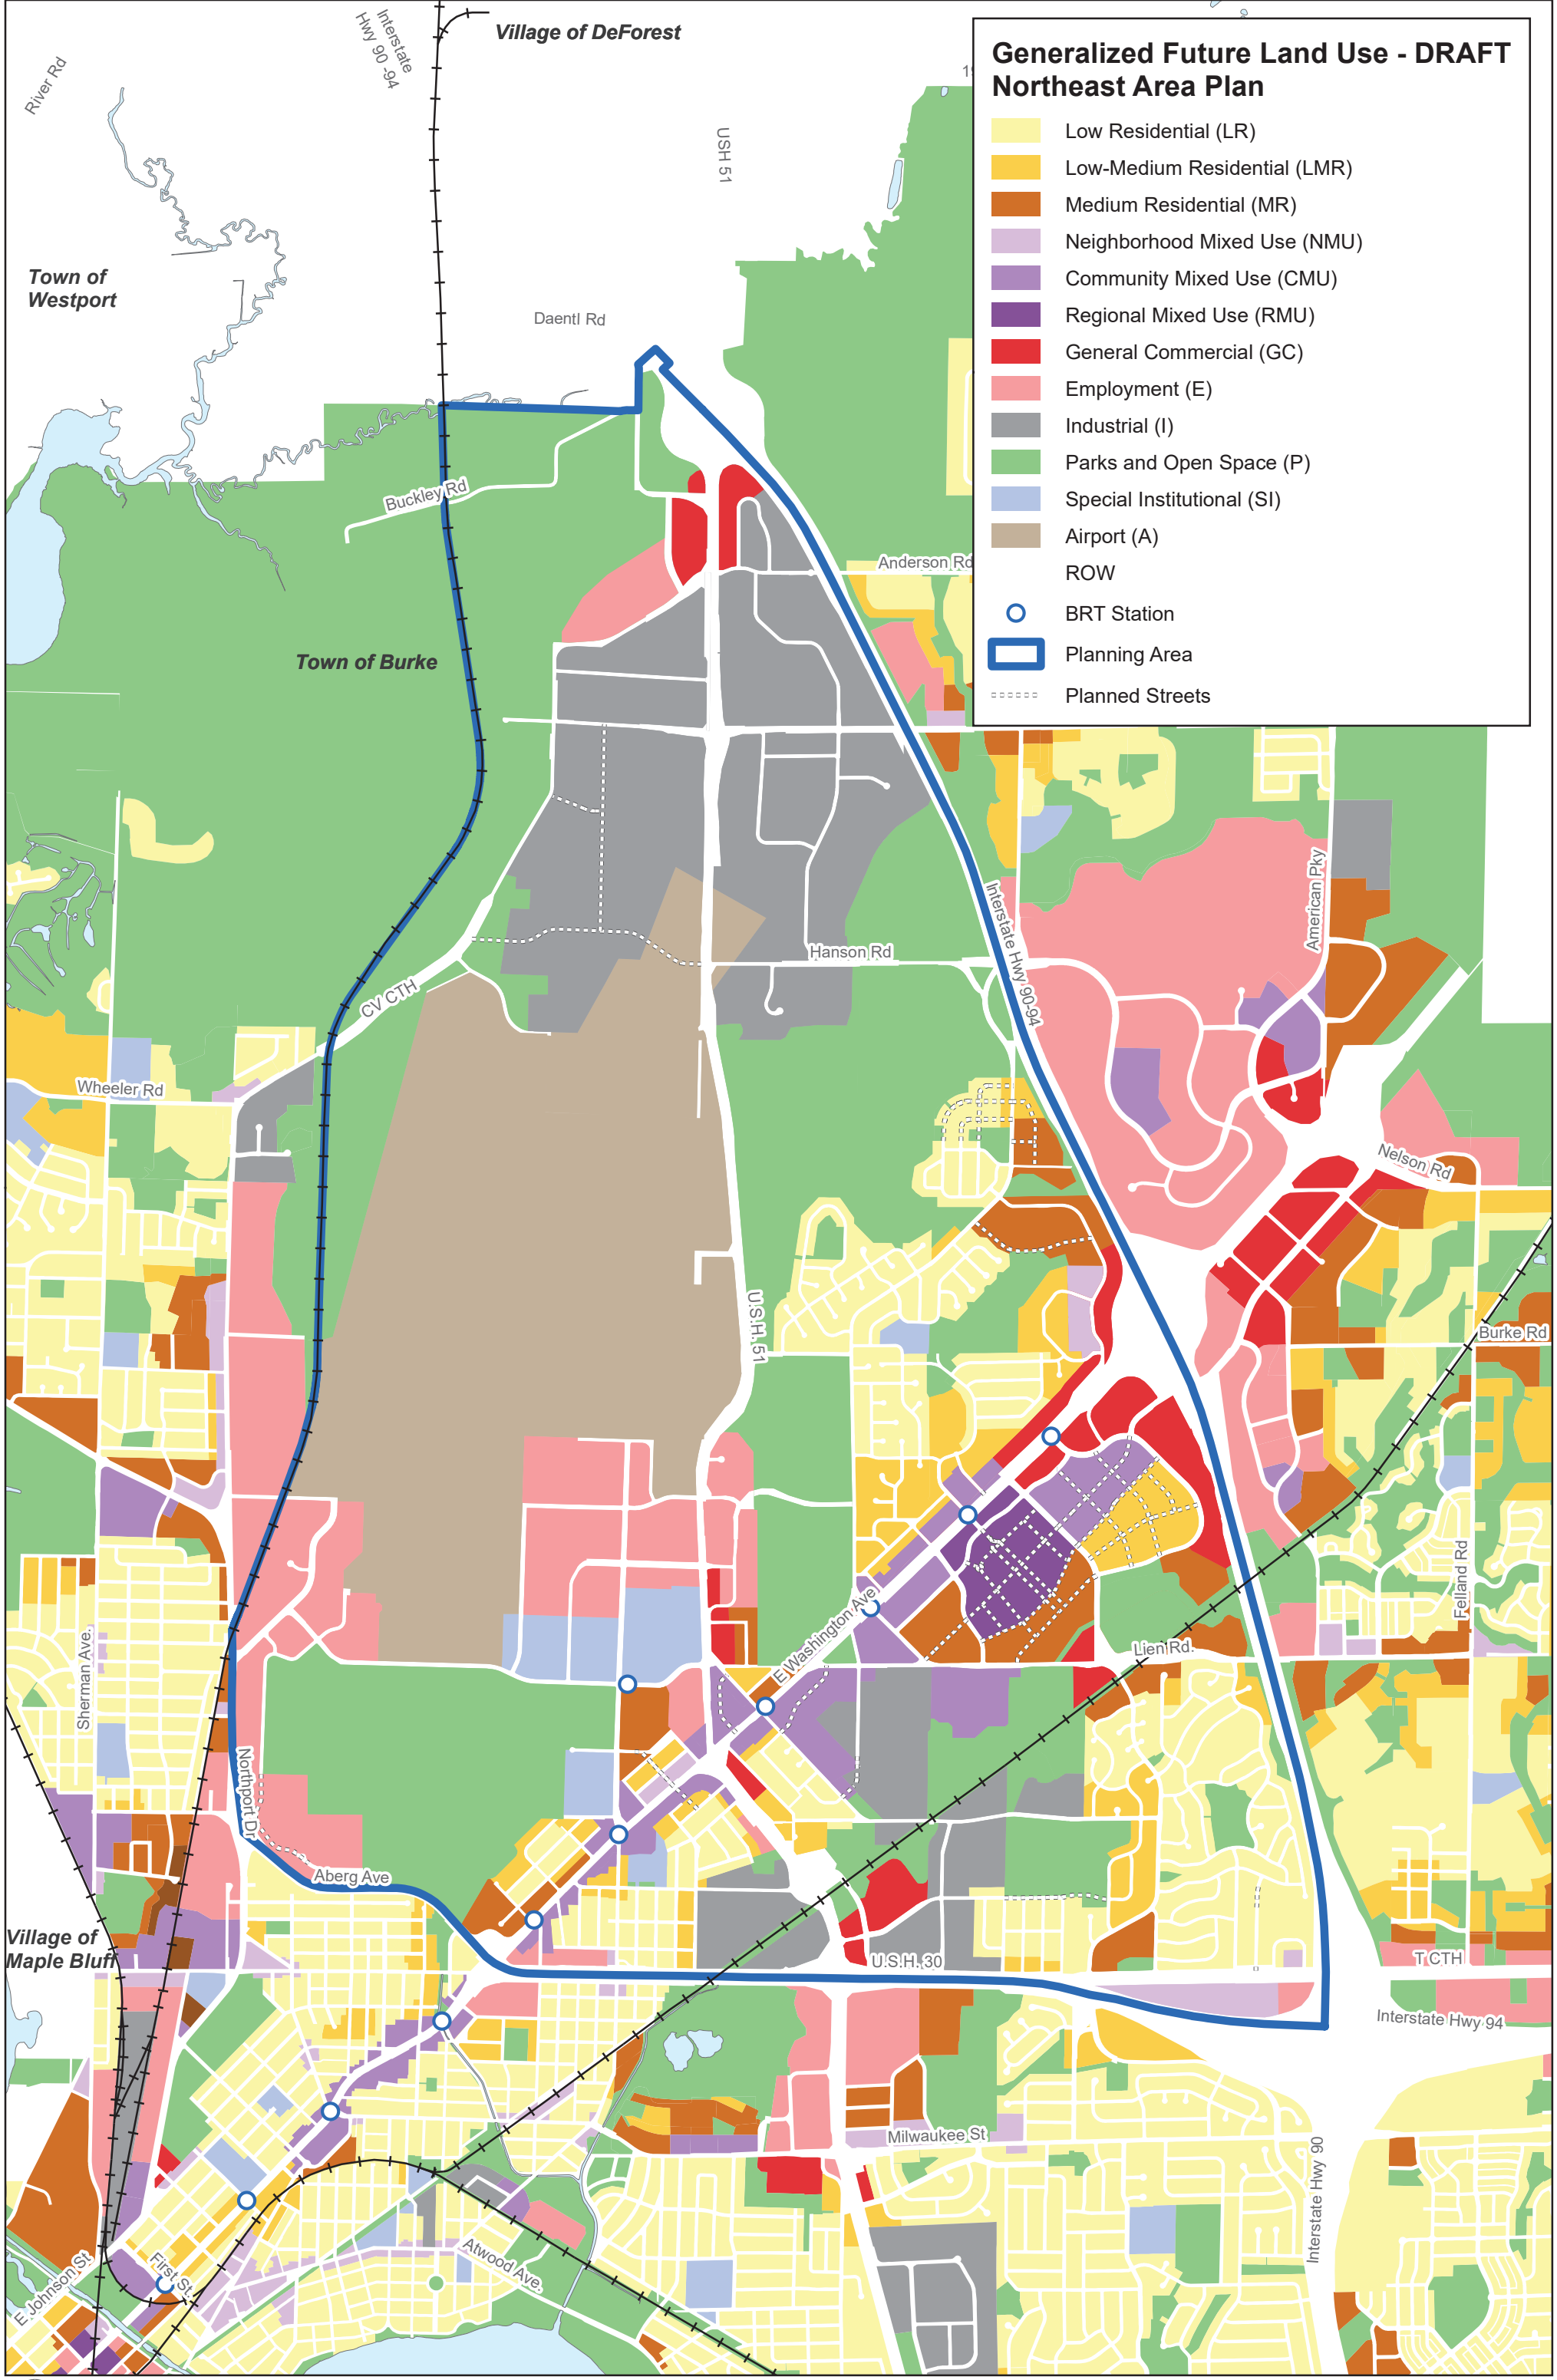 Interstate
Hwy 90 -94
Village of DeForest
River Rd
USH 51
19
Generalized Future Land Use - DRAFT
Northeast Area Plan
Low Residential (LR)
Low-Medium Residential (LMR)
Medium Residential (MR)
Neighborhood Mixed Use (NMU)
Community Mixed Use (CMU)
Regional Mixed Use (RMU)
General Commercial (GC)
Employment (E)
Industrial (I)
Parks and Open Space (P)
Special Institutional (SI)
Airport (A)
ROW
BRT Station
Planning Area
Planned Streets
Town of
Westport
Daentl Rd
Buckley Rd
Anderson Rd
Town of Burke
American Pky
Hanson Rd
Interstate Hwy 90-94
CV CTH
Wheeler Rd
Nelson Rd
U.S.H. 51
Burke Rd
Felland Rd
E Washington Ave
Sherman Ave.
Lien Rd.
Northport Dr
Aberg Ave
Village of
Maple Bluff
U.S.H. 30
T CTH
Interstate Hwy 94
Milwaukee St
Interstate Hwy 90
Atwood Ave.
First St.
E Johnson St